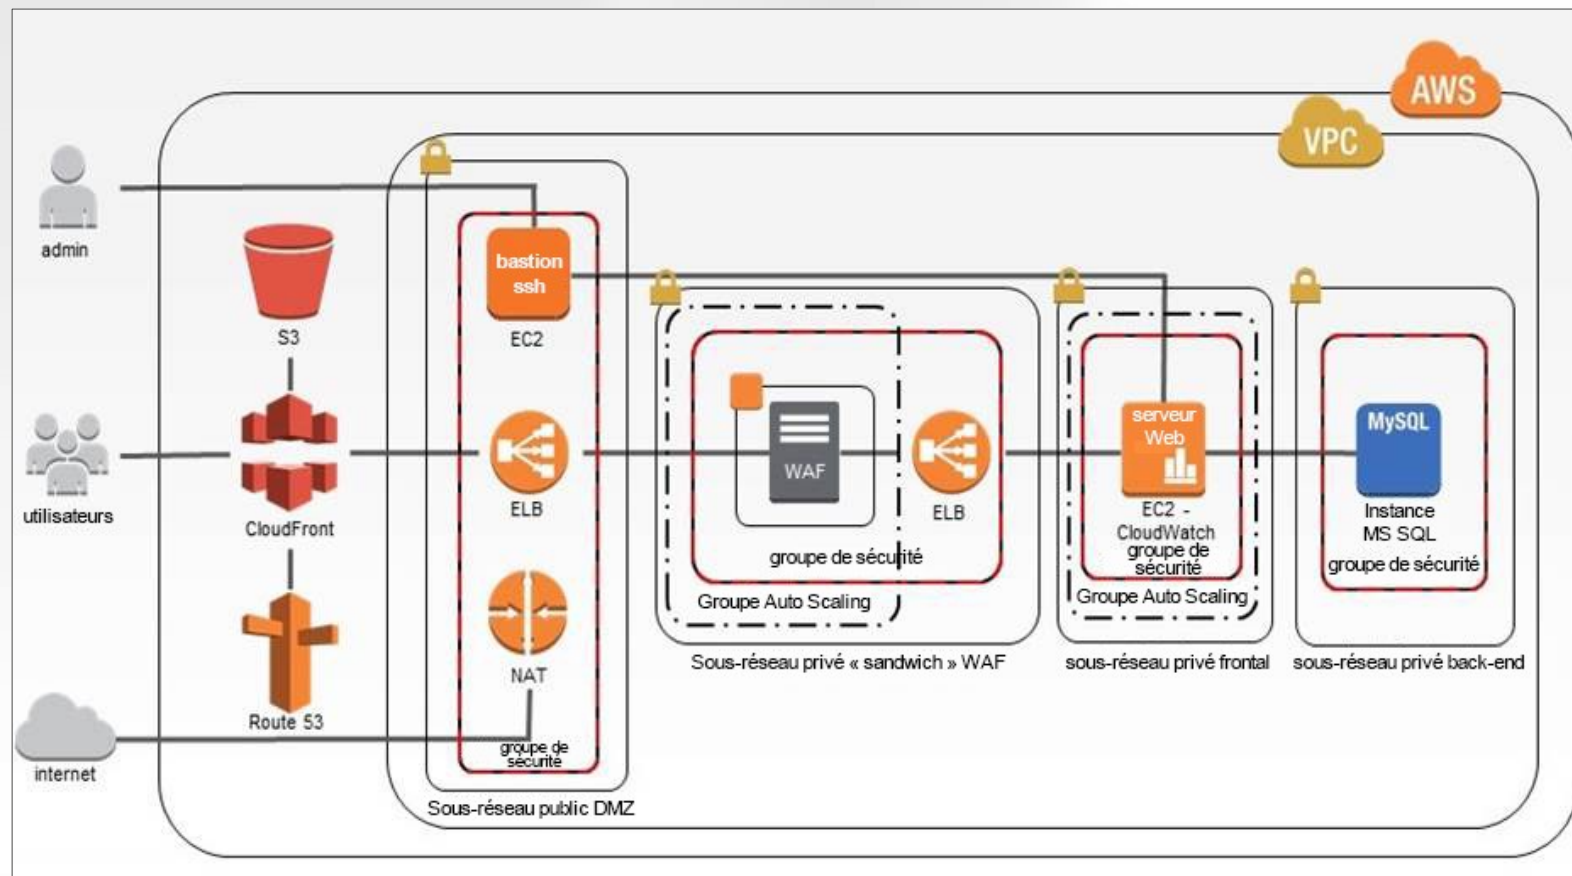 AWS
VPC
admin
S3
bastion
ssh
EC2
utilisateurs
CloudFront
ELB
WAF
ELB
groupe de sécurité
Groupe Auto Scaling
Sous-réseau privé « sandwich » WAF
serveur
Web
EC2 -
CloudWatch
groupe de
sécurité
Groupe Auto Scaling
sous-réseau privé frontal
MySQL
Instance
MS SQL
groupe de sécurité
sous-réseau privé back-end
NAT
Route 53
internet
groupe de
sécurité
Sous-réseau public DMZ